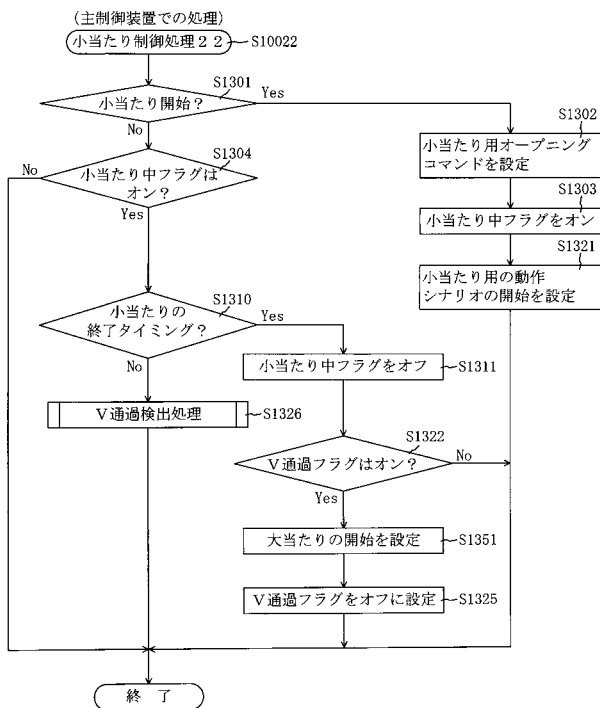 (主制御装置での処理)
小当たり制御処理２２
S10022
S1301
小当たり開始？
Yes
No
S1302
小当たり用オープニング
コマンドを設定
S1303
小当たり中フラグをオン
S1321
小当たり用の動作
シナリオの開始を設定
S1304
No
小当たり中フラグは
オン？
Yes
S1310
小当たりの
終了タイミング？
Yes
No
小当たり中フラグをオフ
S1311
V通過検出処理
S1326
S1322
V通過フラグはオン？
No
Yes
大当たりの開始を設定
S1351
V通過フラグをオフに設定
S1325
終 了